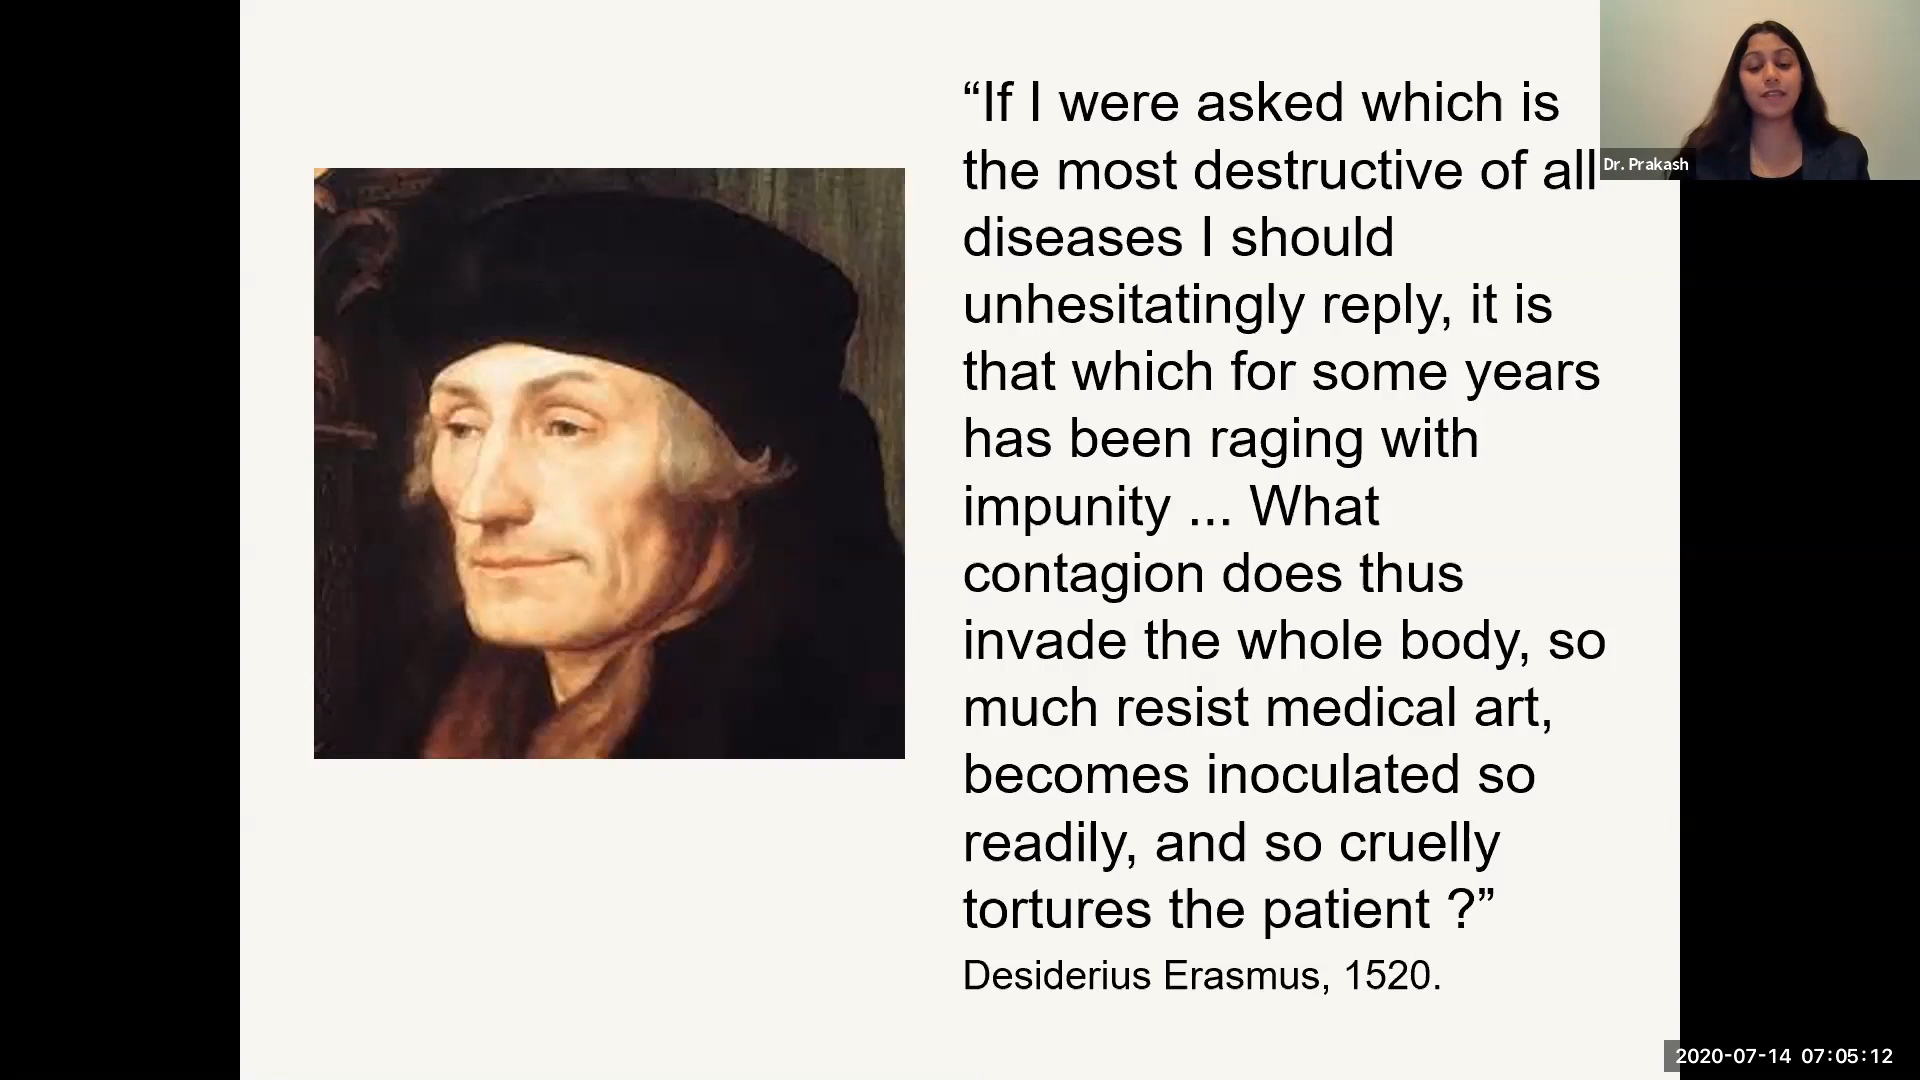 “If I were asked which is
the most destructive of all
diseases I should
unhesitatingly reply, it is
that which for some years
has been raging with
impunity ... What
contagion does thus
invade the whole body, so
much resist medical art,
becomes inoculated so
readily, and so cruelly
tortures the patient ?”
Desiderius Erasmus, 1520.
Dr. Prakash
2020-07-14 07:05:12